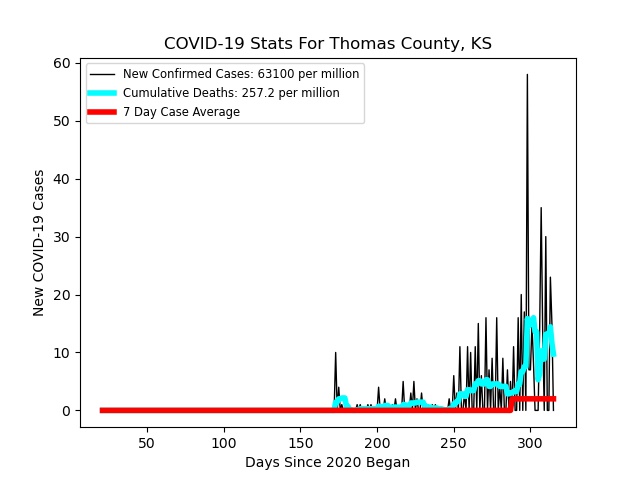 COVID-19 Stats For Thomas County, KS
New Confirmed Cases: 63100 per million
Cumulative Deaths: 257.2 per million
7 Day Case Average
60
50
40
30
20
10
0
New COVID-19 Cases
50 100 150 200 250 300
Days Since 2020 Began